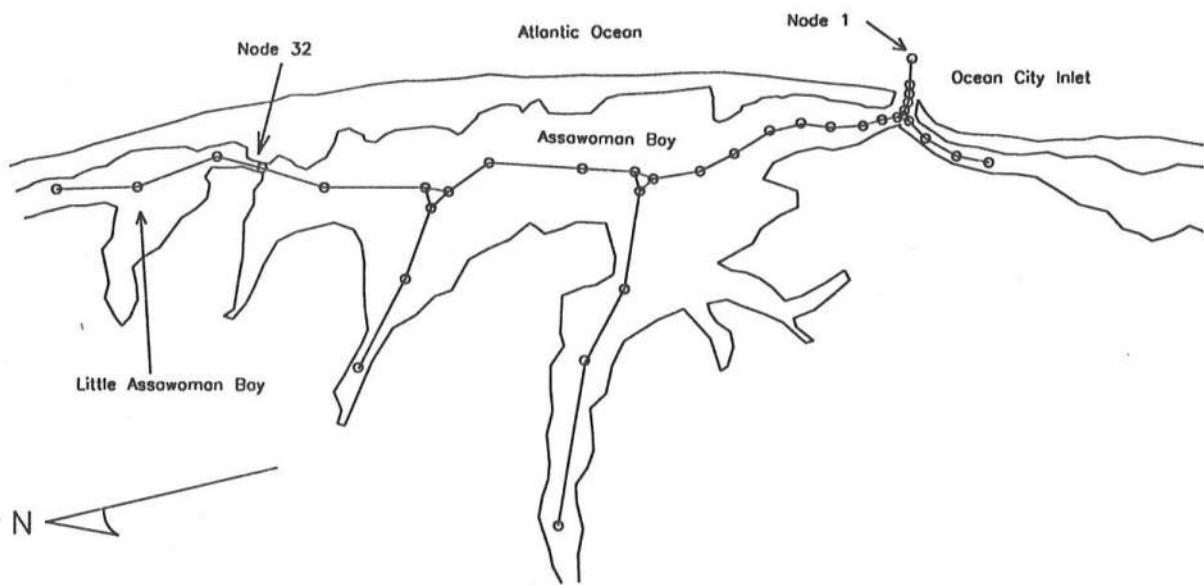 Node 1
Atlantic Ocean
Node 32
Ocean City Inlet
Assawoman Bay
Little Assawoman Bay
N